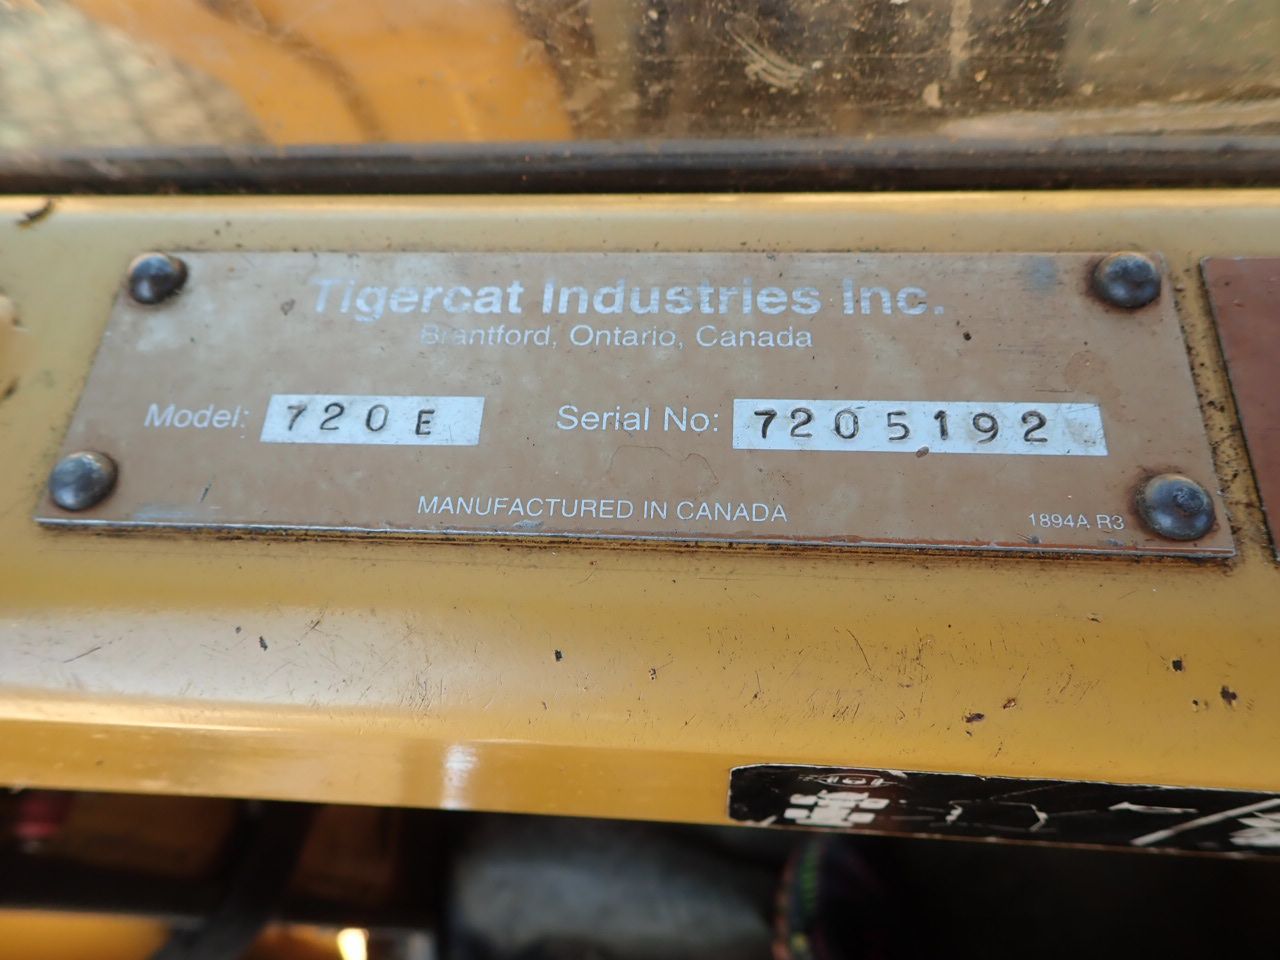 Tigercat Industries Inc.
Brantford, Ontario, Canada
Model: 720E Serial No: 7205192
MANUFACTURED IN CANADA
1894A R3